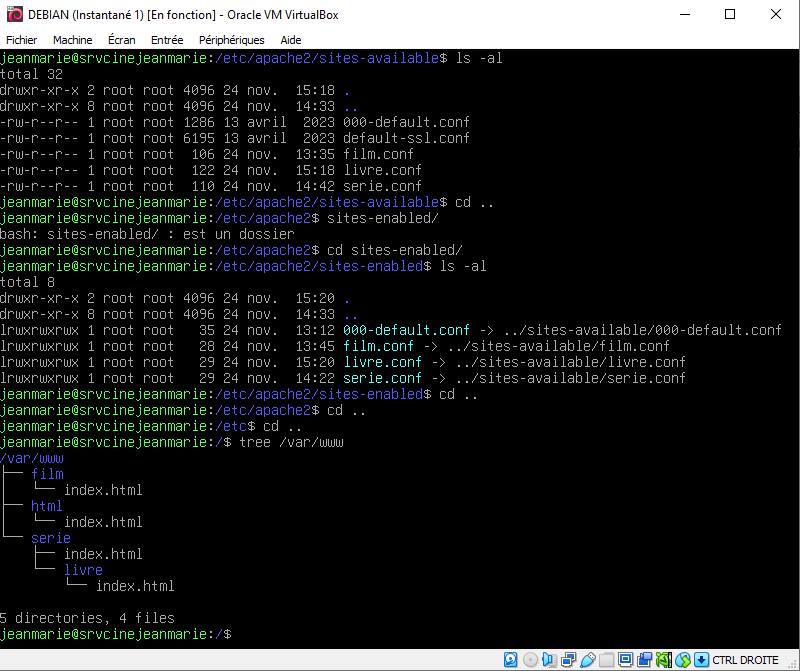 DEBIAN (Instantané 1) [En fonction] - Oracle VM VirtualBox
Fichier Machine Écran Entrée Périphériques Aide
jeanmarie@srvcinejeanmarie:/etc/apache2/sites-available$ ls -al
total 32
drwxr-xr-x 2 root root 4096 24 nov.  15:18 .
drwxr-xr-x 8 root root 4096 24 nov.  14:33 ..
-rw-r--r-- 1 root root 1286 13 avril  2023 000-default.conf
-rw-r--r-- 1 root root 6195 13 avril  2023 default-ssl.conf
-rw-r--r-- 1 root root  106 24 nov.  13:35 film.conf
-rw-r--r-- 1 root root  122 24 nov.  15:18 livre.conf
-rw-r--r-- 1 root root  110 24 nov.  14:42 serie.conf
jeanmarie@srvcinejeanmarie:/etc/apache2/sites-available$ cd ..
jeanmarie@srvcinejeanmarie:/etc/apache2$ sites-enabled/
bash: sites-enabled/ : est un dossier
jeanmarie@srvcinejeanmarie:/etc/apache2$ cd sites-enabled/
jeanmarie@srvcinejeanmarie:/etc/apache2/sites-enabled$ ls -al
total 8
drwxr-xr-x 2 root root 4096 24 nov.  15:20 .
drwxr-xr-x 8 root root 4096 24 nov.  14:33 ..
lrwxrwxrwx 1 root root   35 24 nov.  13:12 000-default.conf -> ../sites-available/000-default.conf
lrwxrwxrwx 1 root root   28 24 nov.  13:45 film.conf -> ../sites-available/film.conf
lrwxrwxrwx 1 root root   29 24 nov.  15:20 livre.conf -> ../sites-available/livre.conf
lrwxrwxrwx 1 root root   29 24 nov.  14:22 serie.conf -> ../sites-available/serie.conf
jeanmarie@srvcinejeanmarie:/etc/apache2/sites-enabled$ cd ..
jeanmarie@srvcinejeanmarie:/etc/apache2$ cd ..
jeanmarie@srvcinejeanmarie:/etc$ cd ..
jeanmarie@srvcinejeanmarie:/$ tree /var/www
/var/www
├── film
│   └── index.html
├── html
│   └── index.html
└── serie
    ├── index.html
    └── livre
        └── index.html

5 directories, 4 files
jeanmarie@srvcinejeanmarie:/$
CTRL DROITE